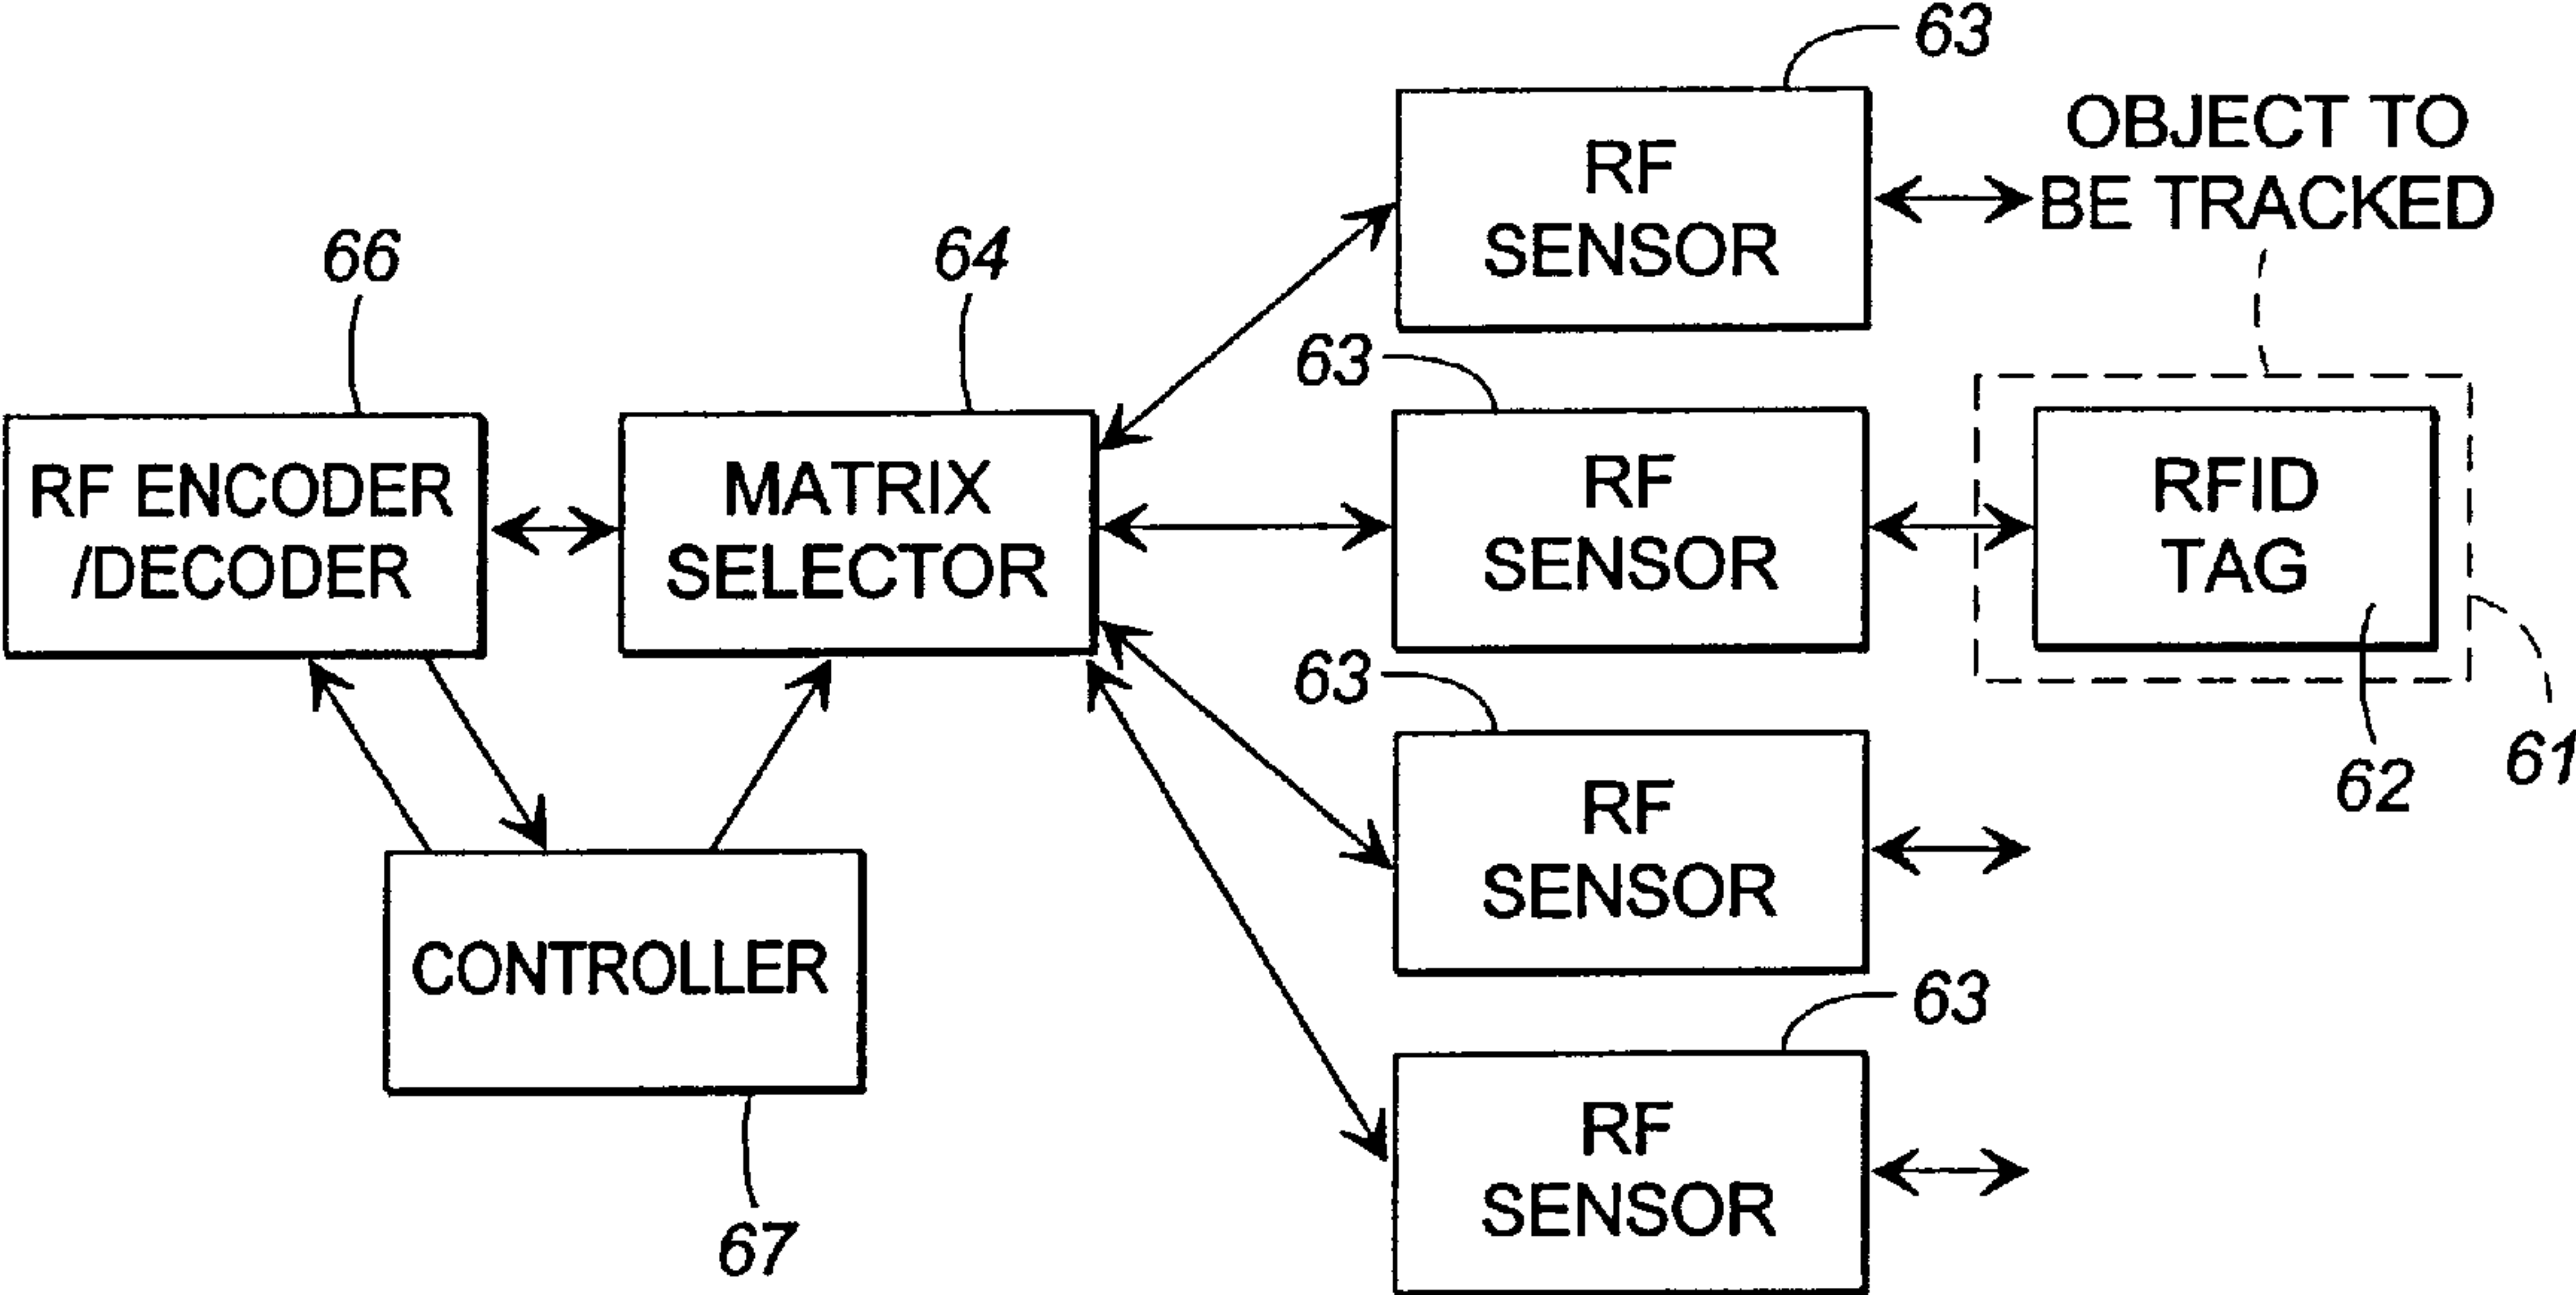 63
RF
SENSOR
OBJECT TO
BE TRACKED
66
64
63
RF ENCODER
/DECODER
MATRIX
SELECTOR
RF
SENSOR
RFID
TAG
63
61
62
RF
SENSOR
CONTROLLER
63
RF
SENSOR
67